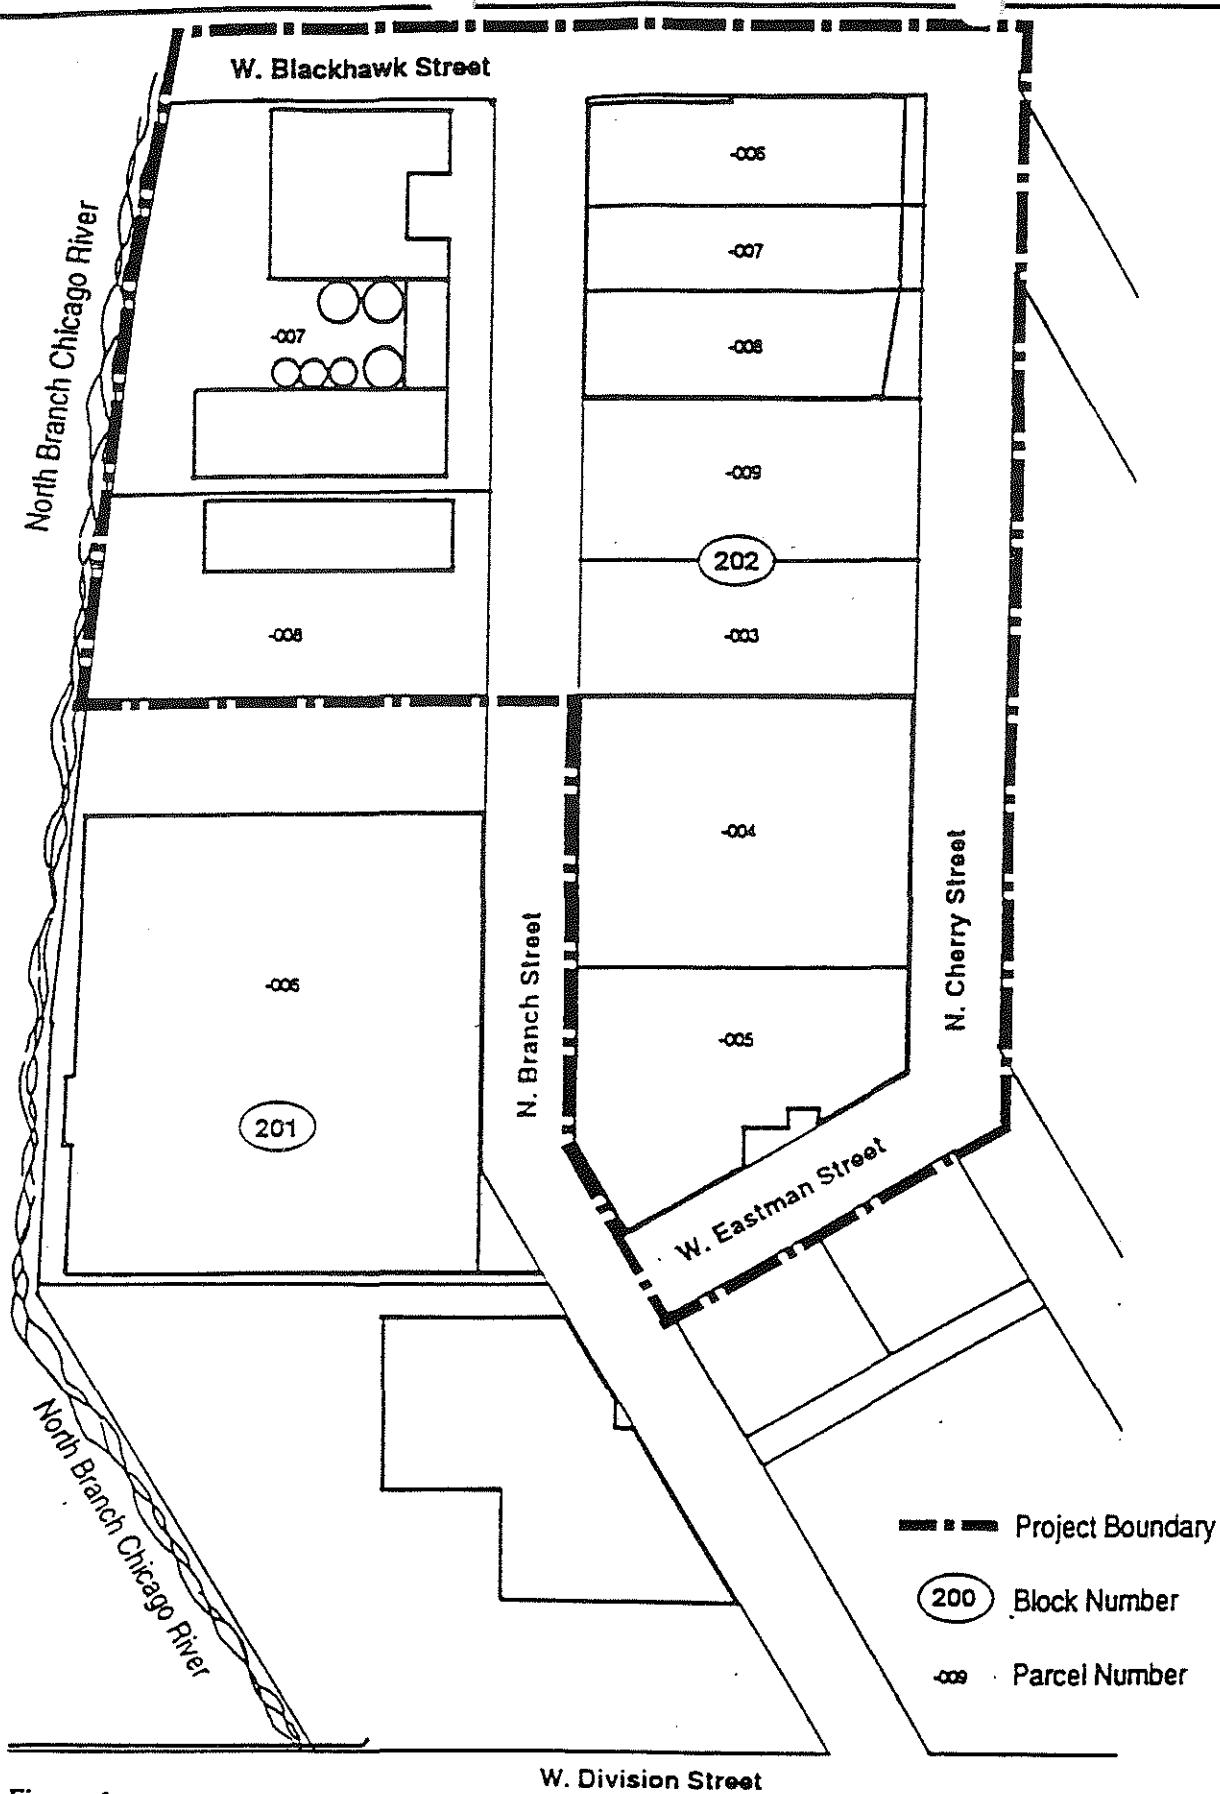 W. Blackhawk Street
-006
-007
North Branch Chicago River
-007
-008
-009
202
-008
-003
-004
N. Cherry Street
N. Branch Street
-006
-005
201
W. Eastman Street
North Branch Chicago River
Project Boundary
200 Block Number
-009 Parcel Number
W. Division Street